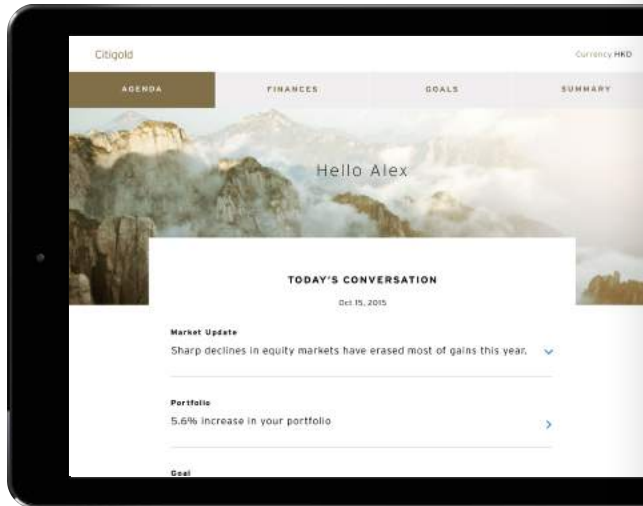 Citigold
Currency HKD
AGENDA
FINANCES
GOALS
SUMMARY
Hello Alex
TODAY'S CONVERSATION
Oct 15, 2015
Market Update
Sharp declines in equity markets have erased most of gains this year.
Portfolio
5.6% increase in your portfolio
Goal